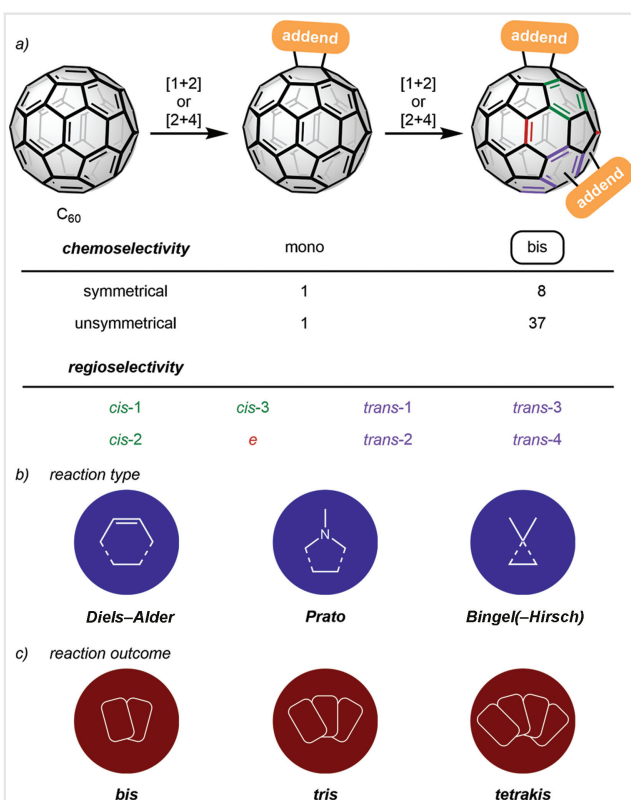 a)
addend
addend
[1+2]
or
[2+4]
[1+2]
or
[2+4]
addend
C60
chemoselectivity mono bis
symmetrical 1 8
unsymmetrical 1 37
regioselectivity
cis-1 cis-3 trans-1 trans-3
cis-2 e trans-2 trans-4
b) reaction type
N
Diels–Alder Prato Bingel(–Hirsch)
c) reaction outcome
bis tris tetrakis